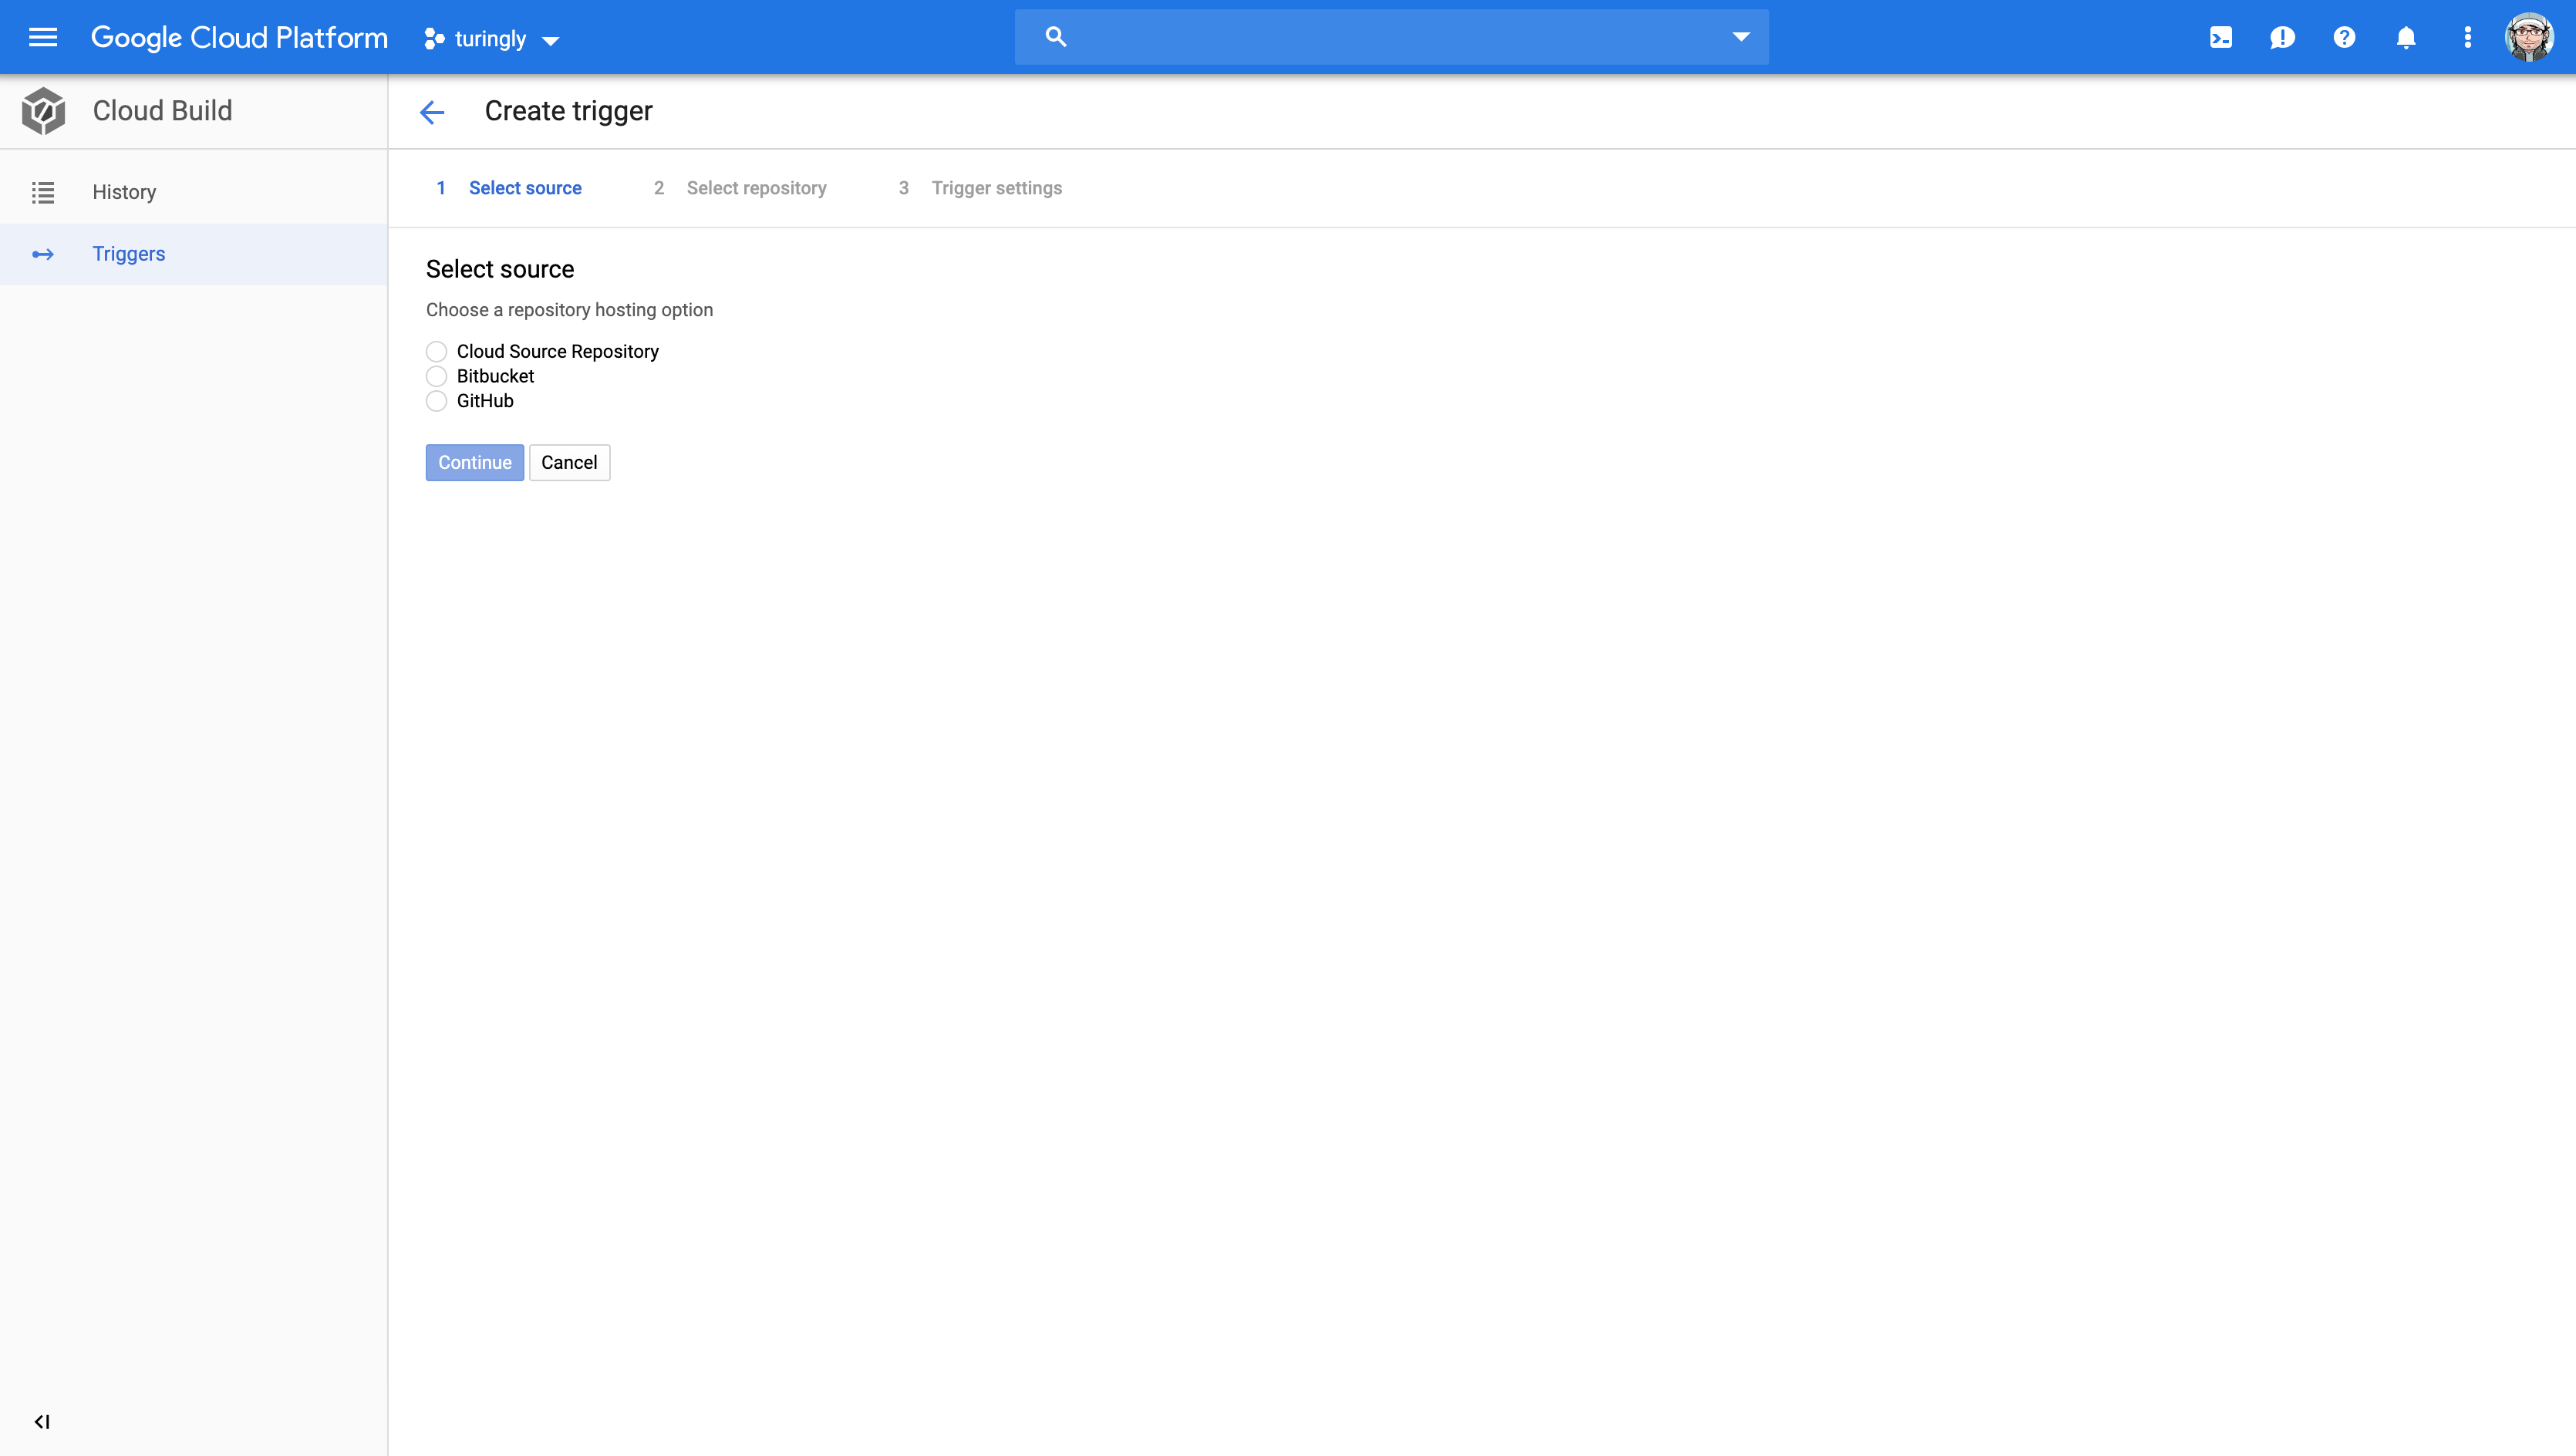 Google Cloud Platform turingly
Cloud Build
Create trigger
History
Triggers
1 Select source 2 Select repository 3 Trigger settings
Select source
Choose a repository hosting option
Cloud Source Repository
Bitbucket
GitHub
Continue Cancel